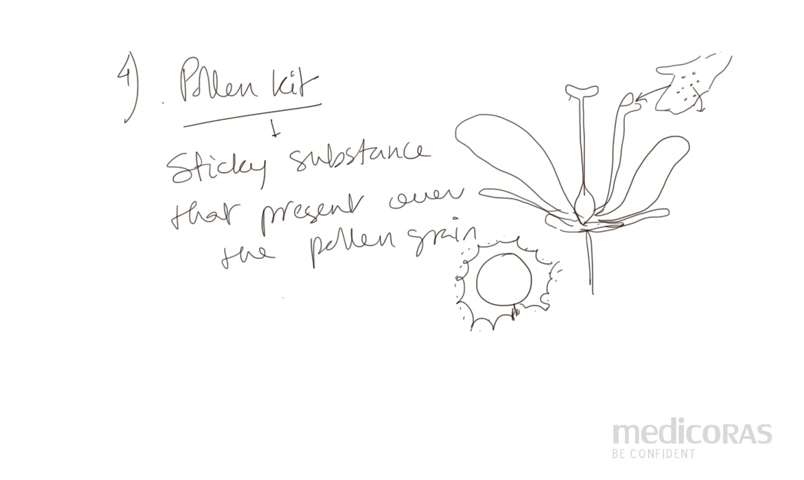 4) . Pollen kit
Sticky substance
that present over
the pollen grain
medicoras
BE CONFIDENT